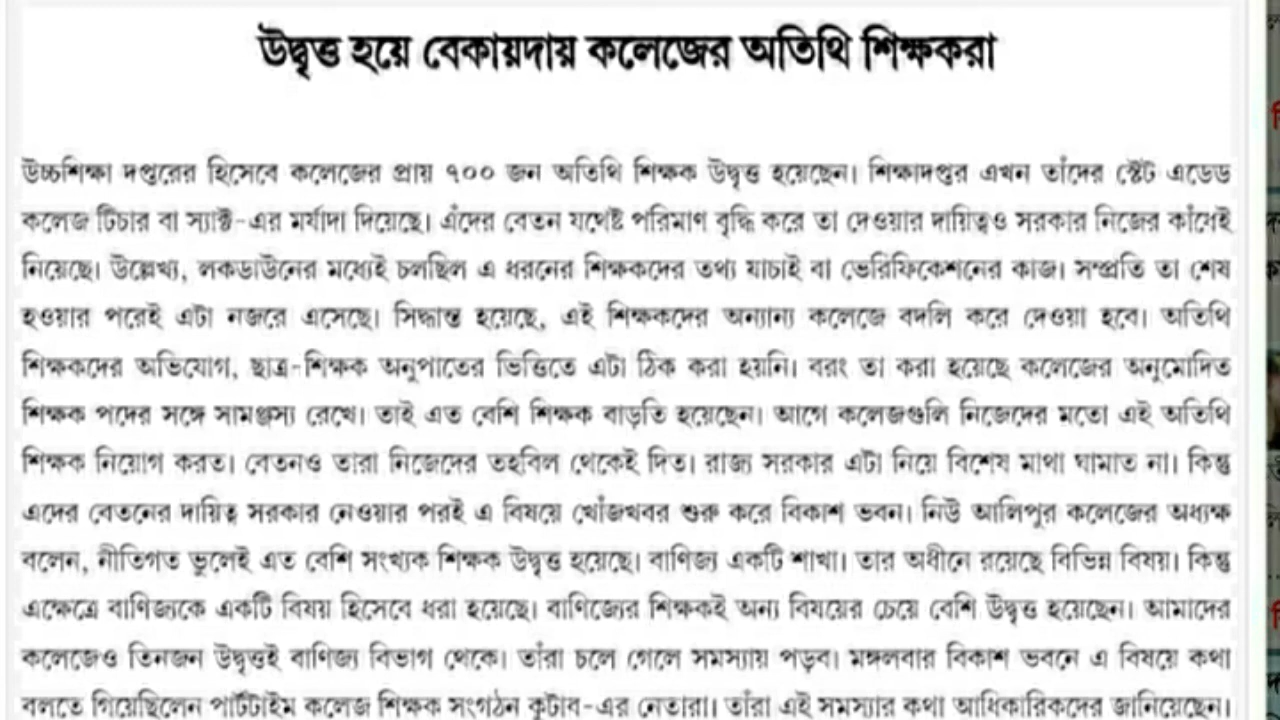 উদ্বৃত্ত হয়ে বেকায়দায় কলেজের অতিথি শিক্ষকরা
উচ্চশিক্ষা দপ্তরের হিসেবে কলেজের প্রায় ৭০০ জন অতিথি শিক্ষক উদ্বৃত্ত হয়েছেন। শিক্ষাদপ্তর এখন তাঁদের স্টেট এডেড
কলেজ টিচার বা স্যাক্ট-এর মর্যাদা দিয়েছে। এঁদের বেতন যথেষ্ট পরিমাণ বৃদ্ধি করে তা দেওয়ার দায়িত্বও সরকার নিজের কাঁধেই
নিয়েছে। উল্লেখ্য, লকডাউনের মধ্যেই চলছিল এ ধরনের শিক্ষকদের তথ্য যাচাই বা ভেরিফিকেশনের কাজ। সম্প্রতি তা শেষ
হওয়ার পরেই এটা নজরে এসেছে। সিদ্ধান্ত হয়েছে, এই শিক্ষকদের অন্যান্য কলেজে বদলি করে দেওয়া হবে। অতিথি
শিক্ষকদের অভিযোগ, ছাত্র-শিক্ষক অনুপাতের ভিত্তিতে এটা ঠিক করা হয়নি। বরং তা করা হয়েছে কলেজের অনুমোদিত
শিক্ষক পদের সঙ্গে সামঞ্জস্য রেখে। তাই এত বেশি শিক্ষক বাড়তি হয়েছেন। আগে কলেজগুলি নিজেদের মতো এই অতিথি
শিক্ষক নিয়োগ করত। বেতনও তারা নিজেদের তহবিল থেকেই দিত। রাজ্য সরকার এটা নিয়ে বিশেষ মাথা ঘামাত না। কিন্তু
এদের বেতনের দায়িত্ব সরকার নেওয়ার পরই এ বিষয়ে খোঁজখবর শুরু করে বিকাশ ভবন। নিউ আলিপুর কলেজের অধ্যক্ষ
বলেন, নীতিগত ভুলেই এত বেশি সংখ্যক শিক্ষক উদ্বৃত্ত হয়েছে। বাণিজ্য একটি শাখা। তার অধীনে রয়েছে বিভিন্ন বিষয়। কিন্তু
এক্ষেত্রে বাণিজ্যকে একটি বিষয় হিসেবে ধরা হয়েছে। বাণিজ্যের শিক্ষকই অন্য বিষয়ের চেয়ে বেশি উদ্বৃত্ত হয়েছেন। আমাদের
কলেজেও তিনজন উদ্বৃত্তই বাণিজ্য বিভাগ থেকে। তাঁরা চলে গেলে সমস্যায় পড়ব। মঙ্গলবার বিকাশ ভবনে এ বিষয়ে কথা
বলতে গিয়েছিলেন পার্টটাইম কলেজ শিক্ষক সংগঠন কুটাব-এর নেতারা। তাঁরা এই সমস্যার কথা আধিকারিকদের জানিয়েছেন।